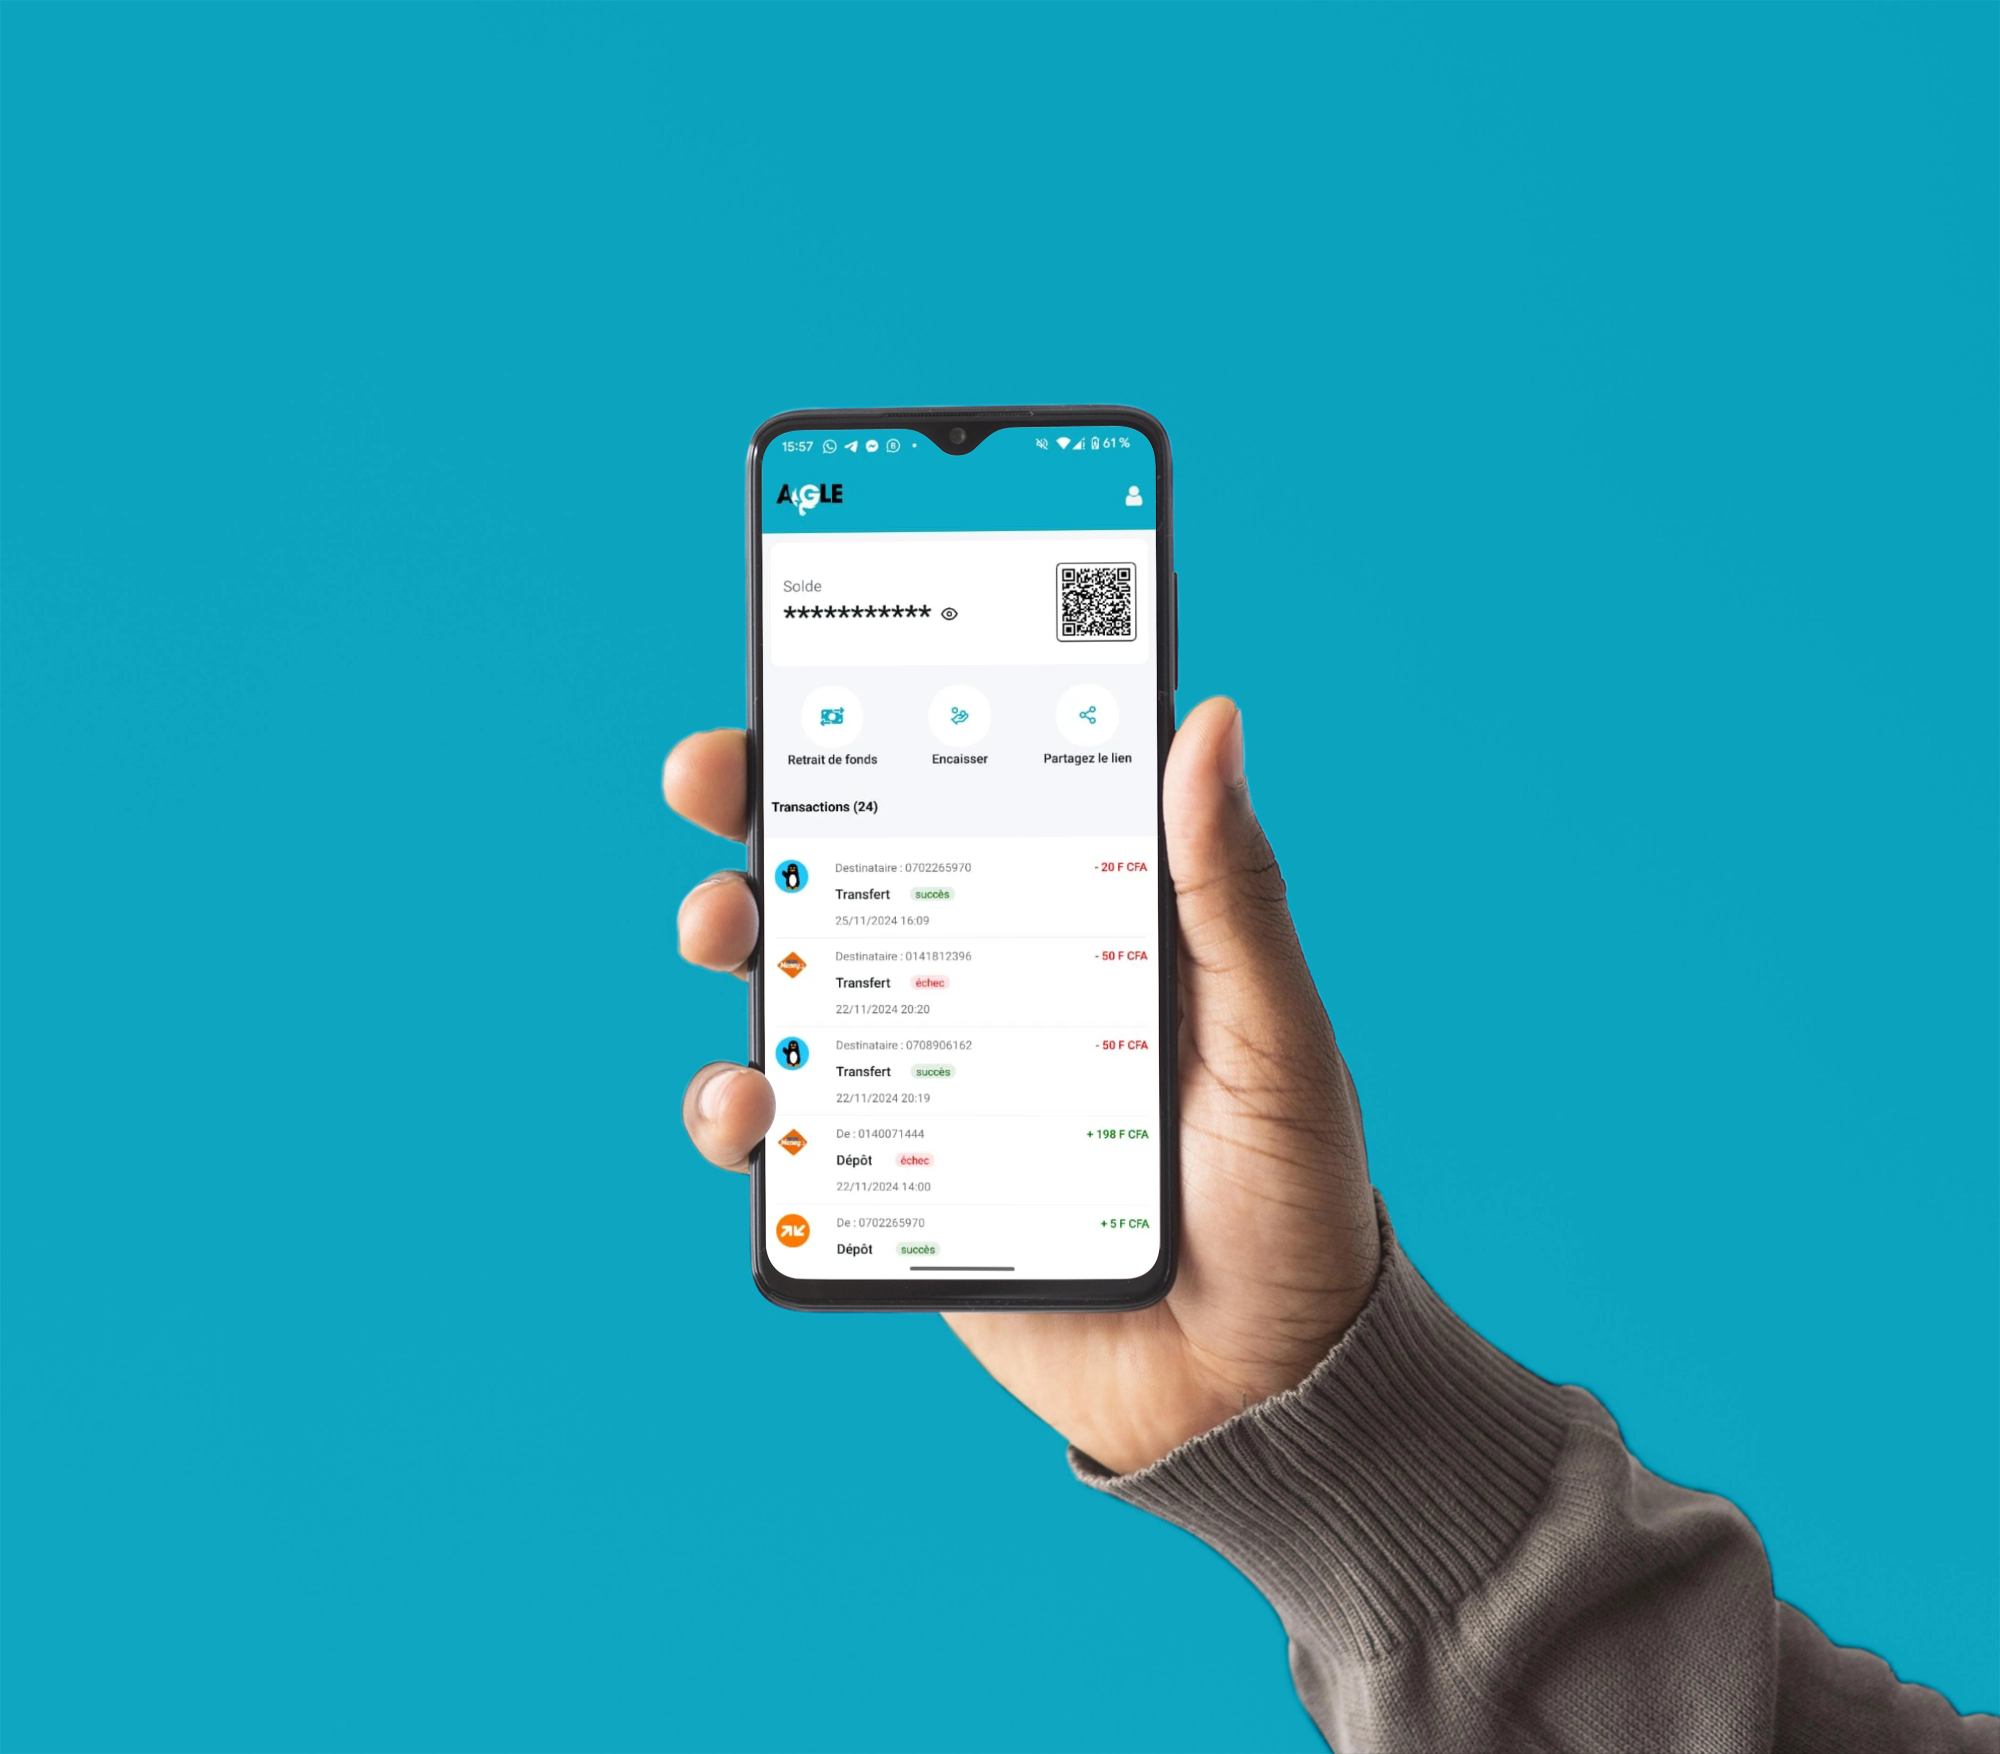 15:57
61%
AIGLE
Solde
***********
Retrait de fonds
Encaisser
Partagez le lien
Transactions (24)
Destinataire : 0702265970
- 20 F CFA
Transfert succès
25/11/2024 16:09
Destinataire : 0141812396
- 50 F CFA
Transfert échec
22/11/2024 20:20
Destinataire : 0708906162
- 50 F CFA
Transfert succès
22/11/2024 20:19
De : 0140071444
+ 198 F CFA
Dépôt échec
22/11/2024 14:00
De : 0702265970
+ 5 F CFA
Dépôt succès